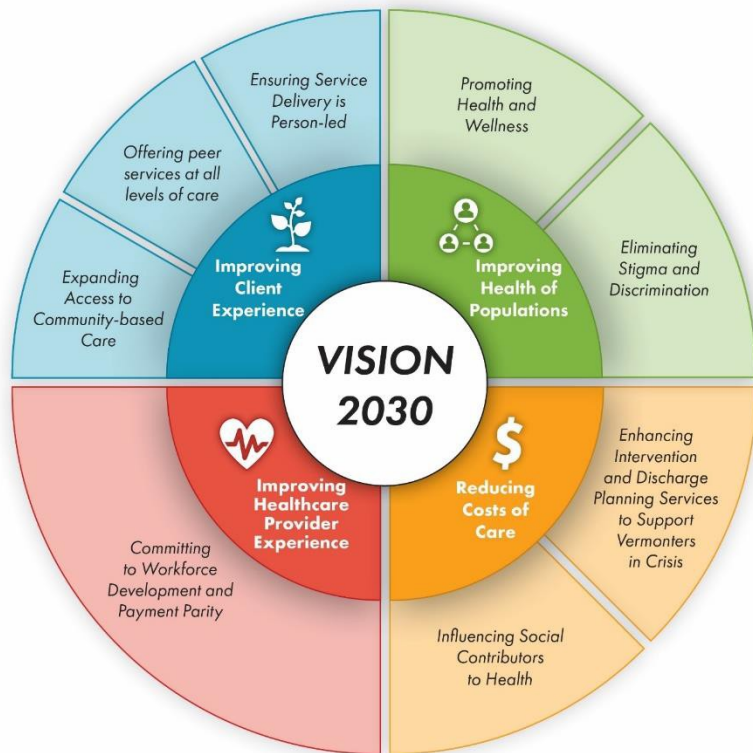 Ensuring Service
Delivery is
Person-led
Offering peer
services at all
levels of care
Expanding
Access to
Community-based
Care
Improving
Client
Experience
Promoting
Health and
Wellness
Eliminating
Stigma and
Discrimination
Improving
Health of
Populations
VISION
2030
Improving
Healthcare
Provider
Experience
Committing
to Workforce
Development and
Payment Parity
$
Reducing
Costs of
Care
Enhancing
Intervention
and Discharge
Planning Services
to Support
Vermonters
in Crisis
Influencing Social
Contributors
to Health